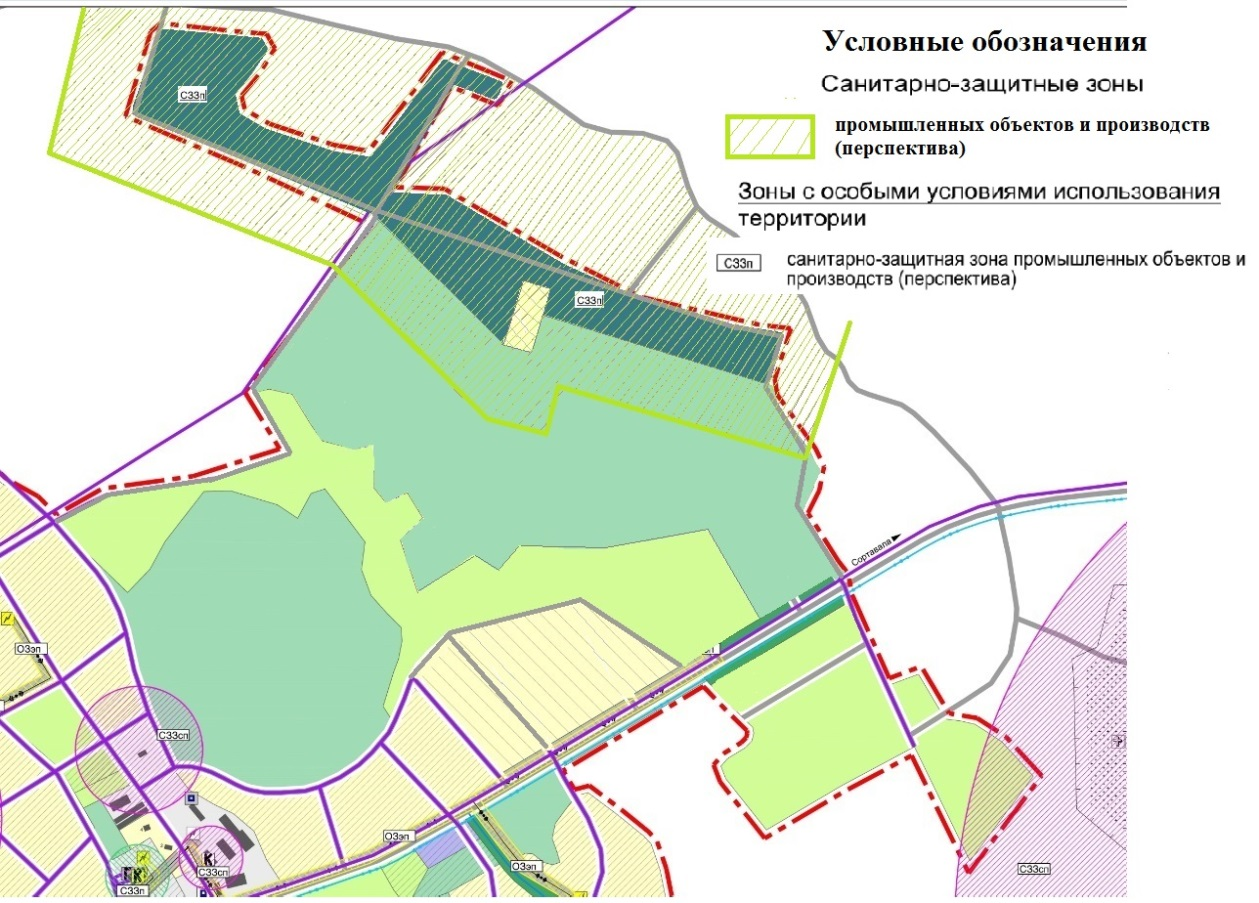 Условные обозначения
Санитарно-защитные зоны
промышленных объектов и производств
(перспектива)
Зоны с особыми условиями использования
территории
СЗЗп
санитарно-защитная зона промышленных объектов и
производств (перспектива)
СЗЗп
СЗЗп
Сортавала
ОЗэп
СЗЗсп
ОЗэп
К
СЗЗсп
К
СЗЗп
ОЗэп
СЗЗсп